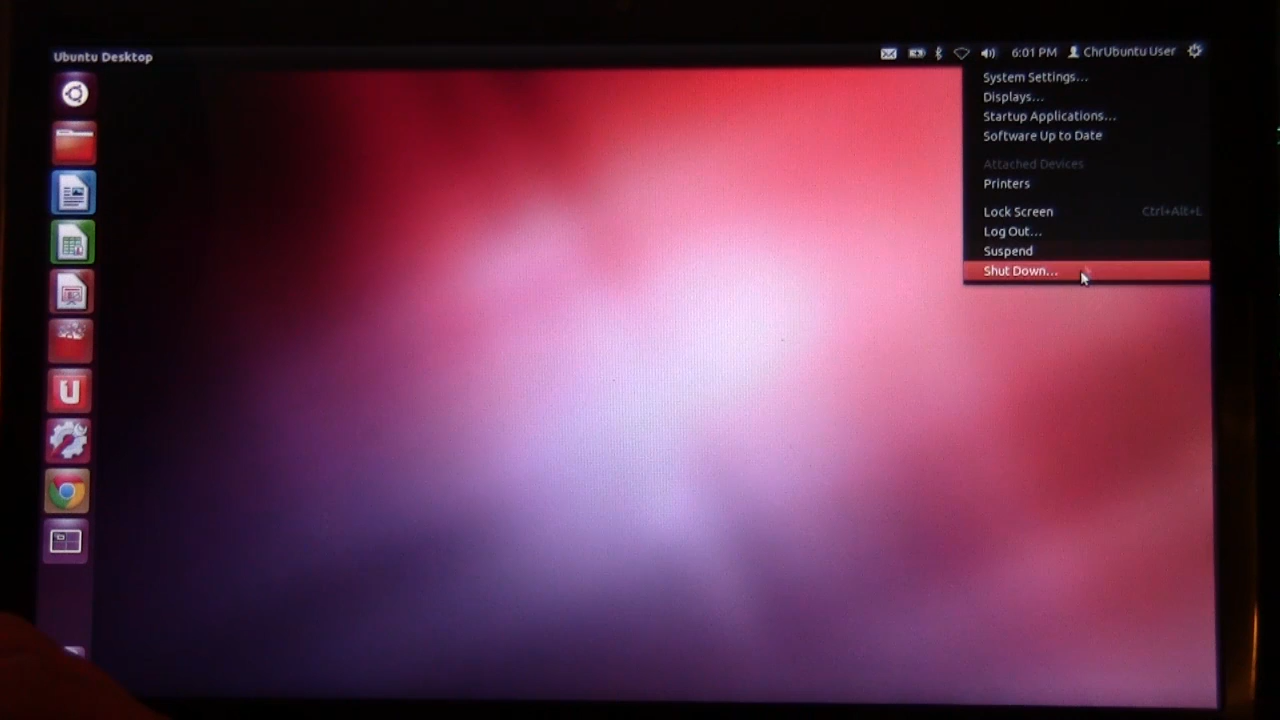 Ubuntu Desktop
6:01 PM ChrUbuntu User
System Settings...
Displays...
Startup Applications...
Software Up to Date
Attached Devices
Printers
Lock Screen Ctrl+Alt+L
Log Out...
Suspend
Shut Down...
U